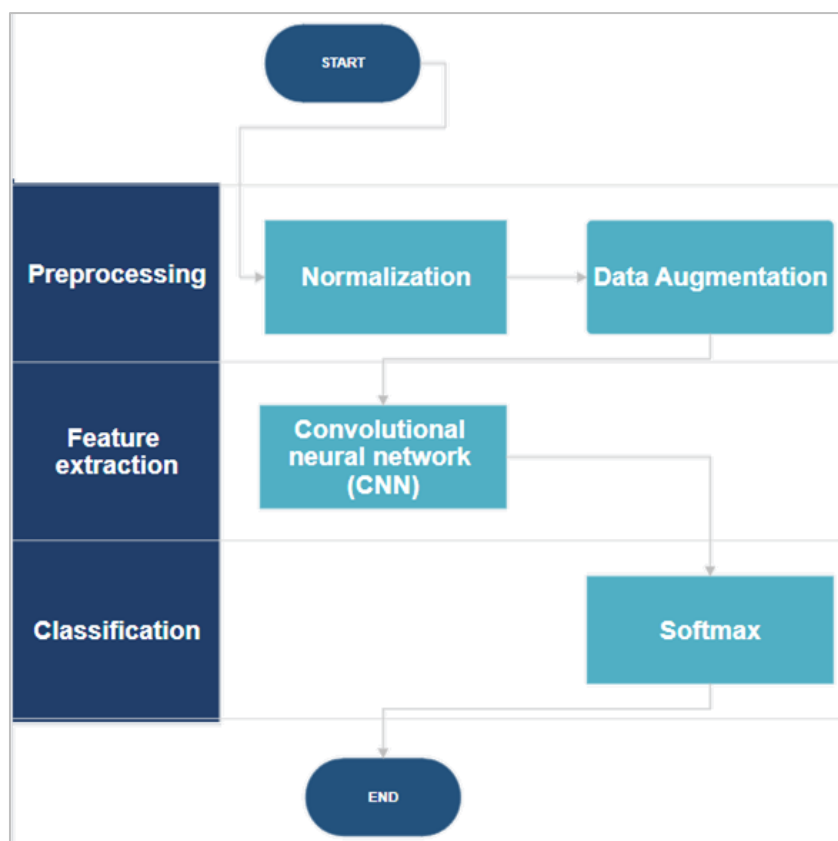 START
Preprocessing
Normalization
Data Augmentation
Feature
extraction
Convolutional
neural network
(CNN)
Classification
Softmax
END